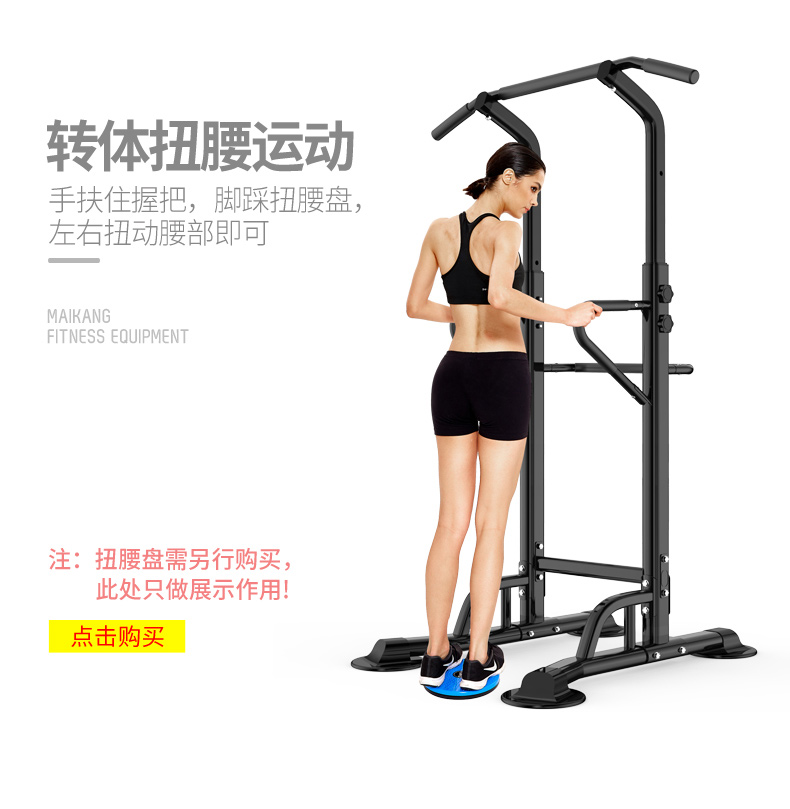 转体扭腰运动
手扶住握把，脚踩扭腰盘，
左右扭动腰部即可
MAIKANG
FITNESS EQUIPMENT
注：扭腰盘需另行购买，
此处只做展示作用!
点击购买